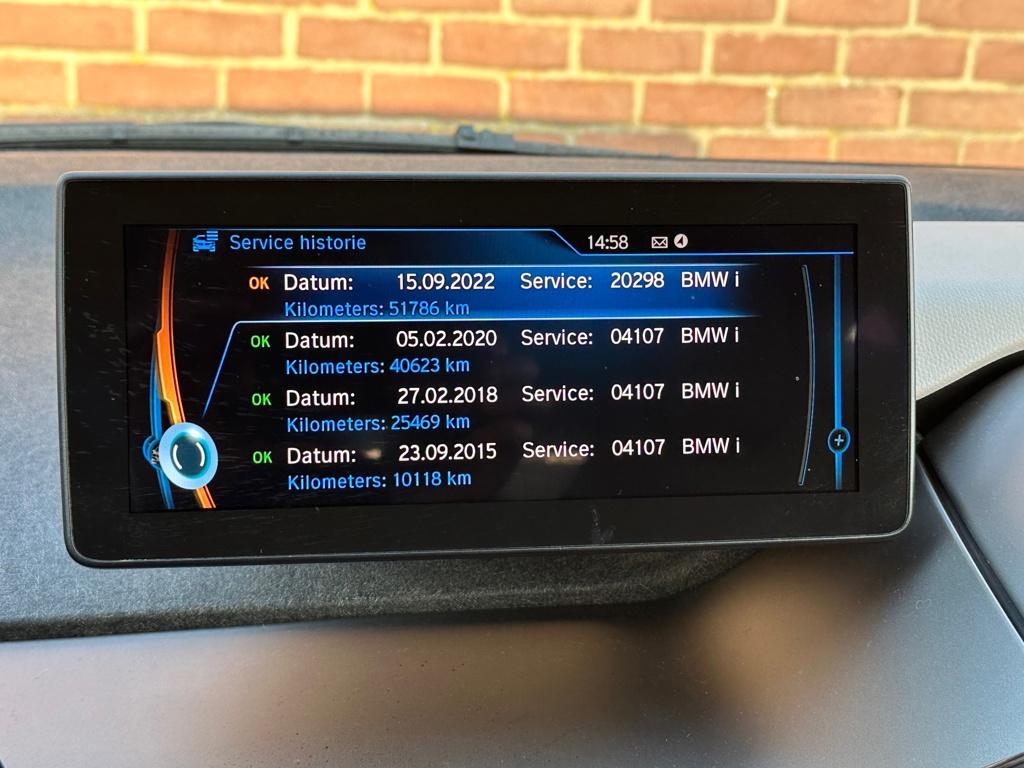 Service historie 14:58
OK Datum: 15.09.2022 Service: 20298 BMW i
Kilometers: 51786 km
OK Datum: 05.02.2020 Service: 04107 BMW i
Kilometers: 40623 km
OK Datum: 27.02.2018 Service: 04107 BMW i
Kilometers: 25469 km
OK Datum: 23.09.2015 Service: 04107 BMW i
Kilometers: 10118 km